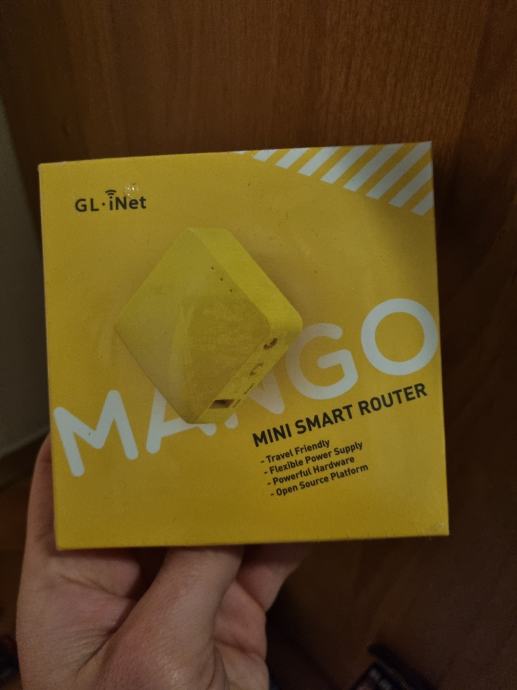 GL·iNet
MANGO
MINI SMART ROUTER
- Travel Friendly
- Flexible Power Supply
- Powerful Hardware
- Open Source Platform